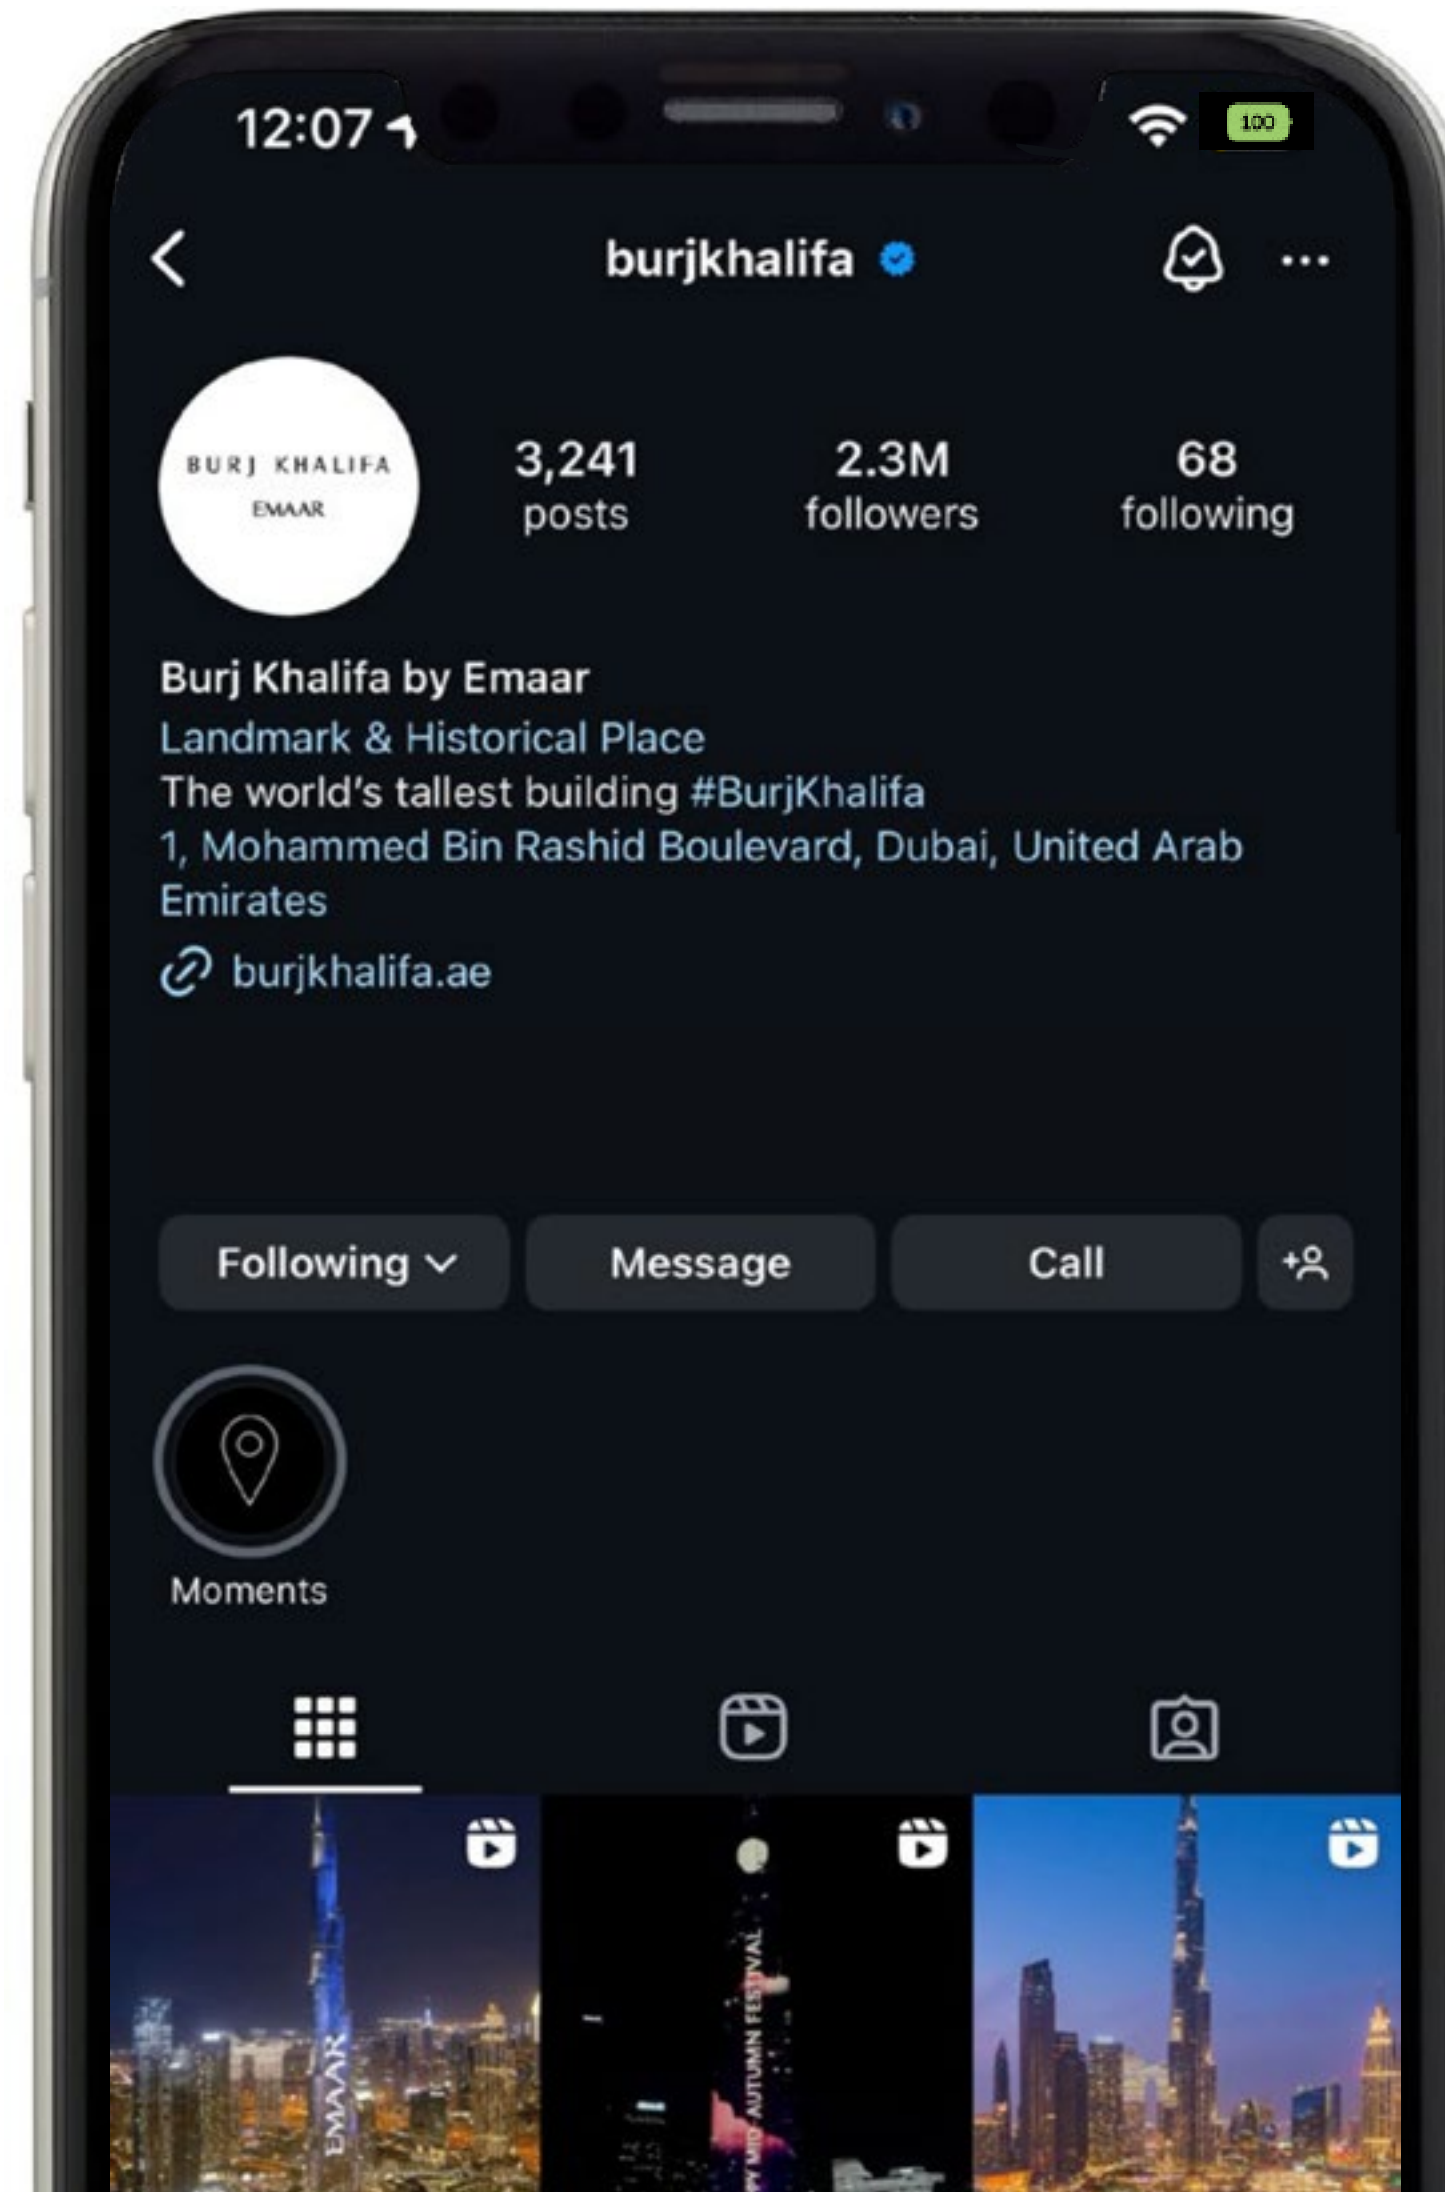 12:07
100
burjkhalifa
BURJ KHALIFA
EMAAR
3,241
posts
2.3M
followers
68
following
Burj Khalifa by Emaar
Landmark & Historical Place
The world's tallest building #BurjKhalifa
1, Mohammed Bin Rashid Boulevard, Dubai, United Arab
Emirates
burjkhalifa.ae
Following
Message
Call
Moments
EMAAR
MID-AUTUMN FESTIVAL